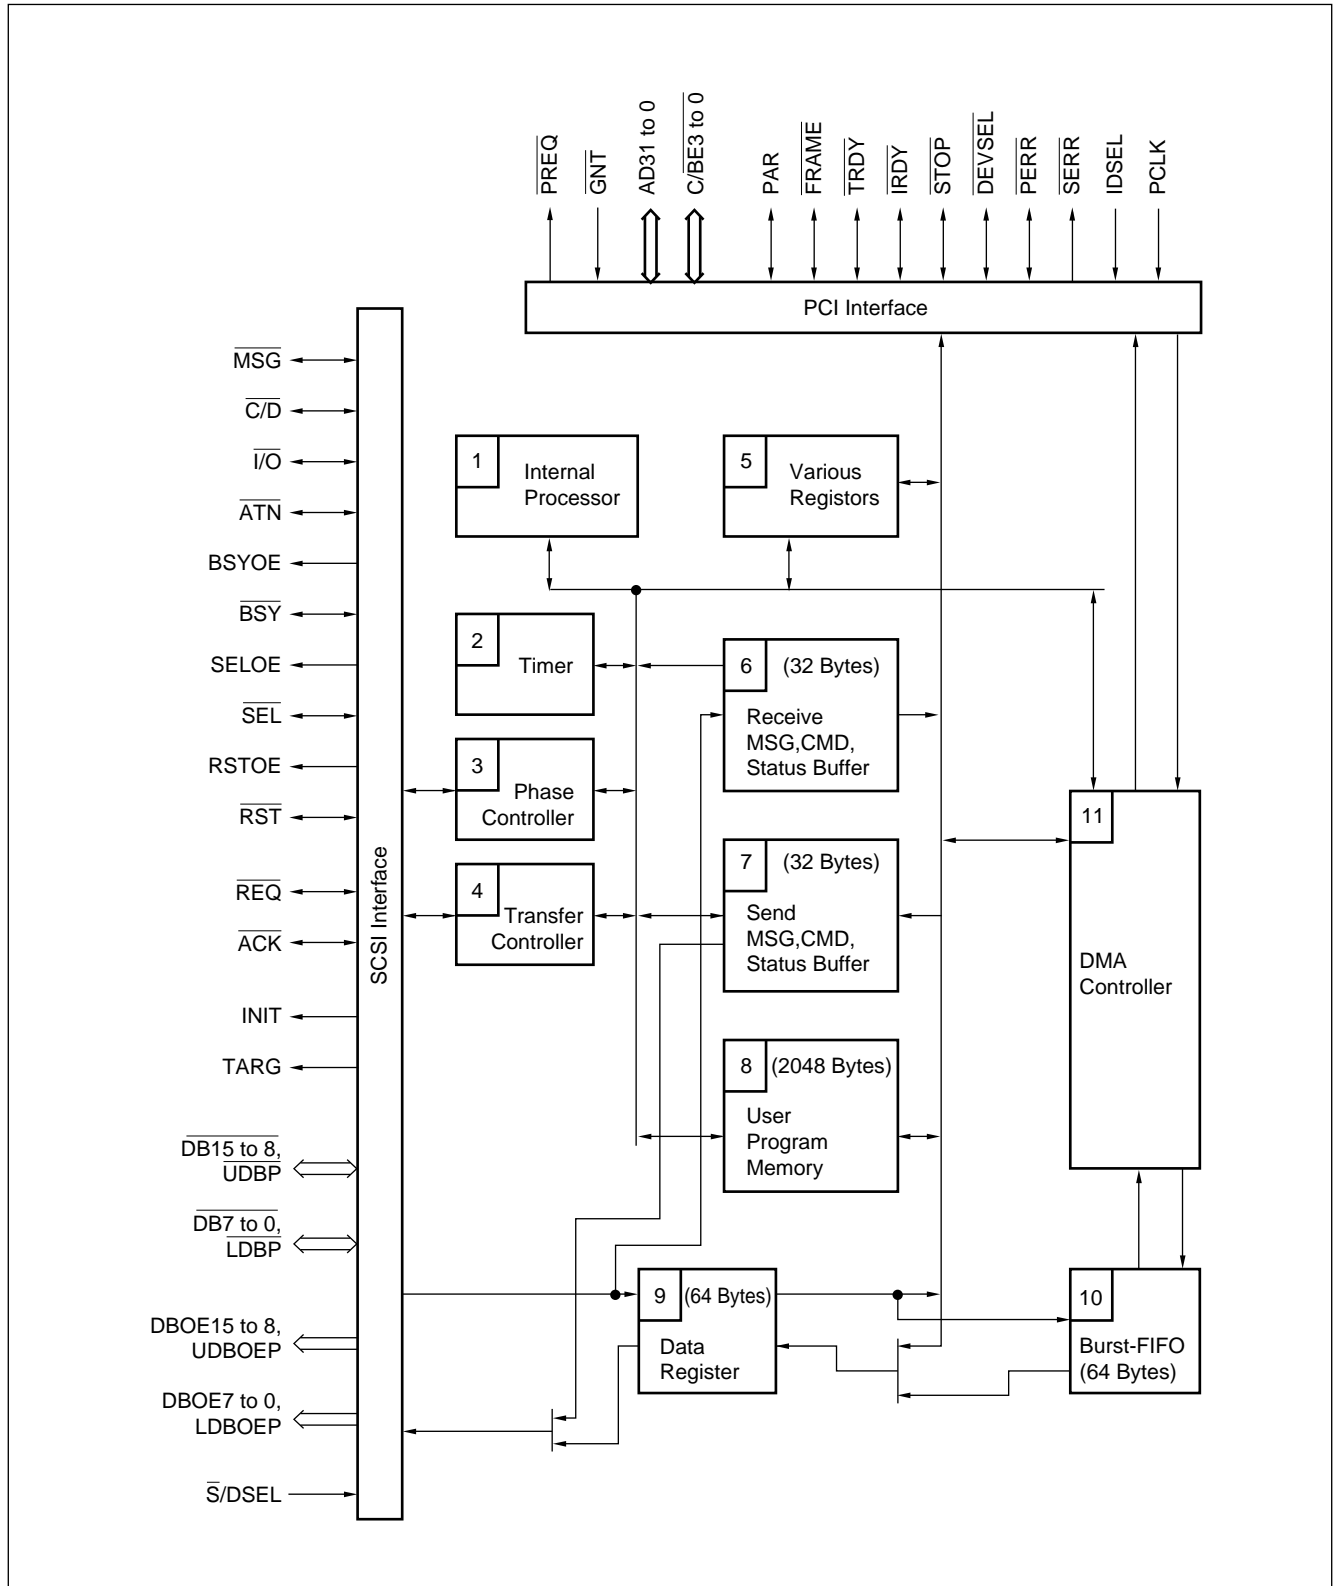 PREQ
GNT
AD31 to 0
C/BE3 to 0
PAR
FRAME
TRDY
IRDY
STOP
DEVSEL
PERR
SERR
IDSEL
PCLK
PCI Interface
MSG
C/D
I/O
ATN
BSYOE
BSY
SELOE
SEL
RSTOE
RST
REQ
ACK
INIT
TARG
DB15 to 8,
UDBP
DB7 to 0,
LDBP
DBOE15 to 8,
UDBOEP
DBOE7 to 0,
LDBOEP
S/DSEL
SCSI Interface
1
Internal
Processor
2
Timer
3
Phase
Controller
4
Transfer
Controller
5
Various
Registors
6 (32 Bytes)
Receive
MSG,CMD,
Status Buffer
7 (32 Bytes)
Send
MSG,CMD,
Status Buffer
8 (2048 Bytes)
User
Program
Memory
9 (64 Bytes)
Data
Register
10
Burst-FIFO
(64 Bytes)
11
DMA
Controller